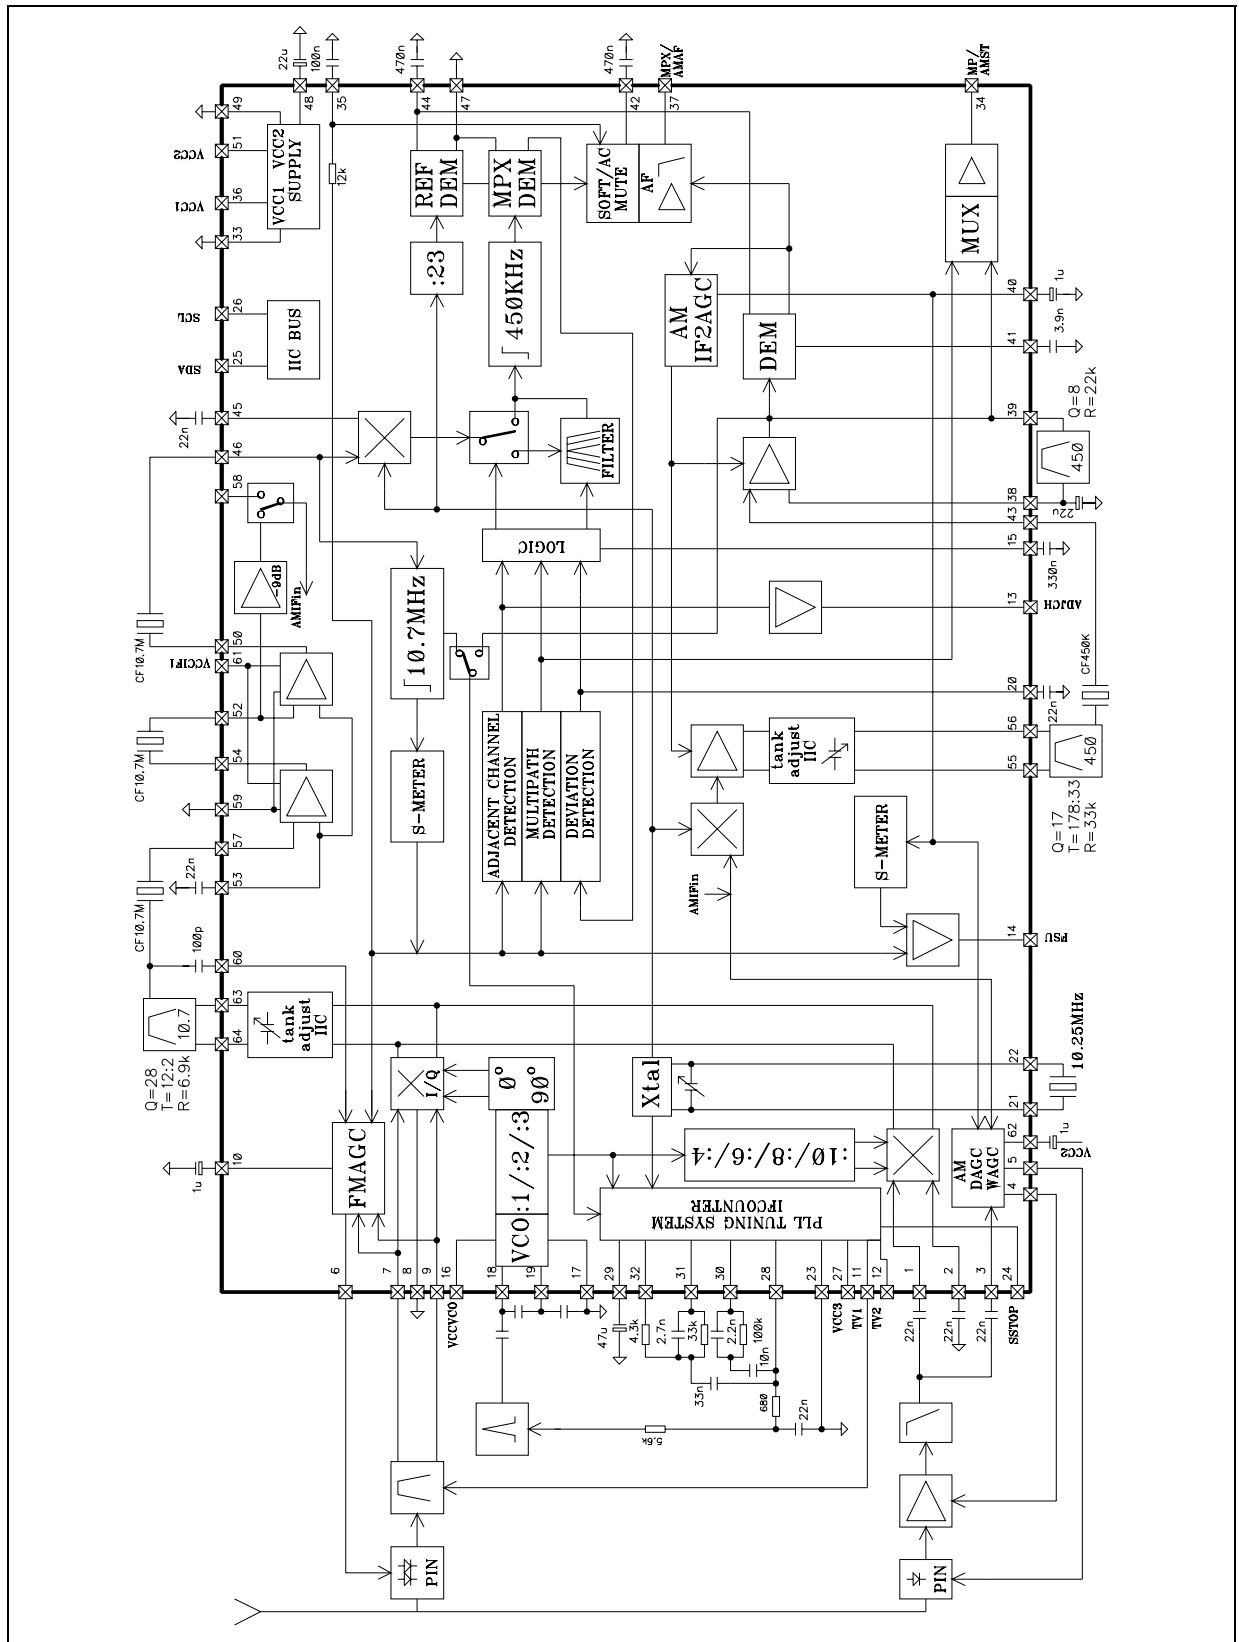 22u
100n
470n
470n
MPX/
AMAF
MP/
AMST
49
48
35
44
47
42
37
34
VCC2
51
VCC1
36
33
VCC1 VCC2
SUPPLY
12k
REF
DEM
MPX
DEM
SOFT/AC
MUTE
AF
MUX
:23
450KHz
AM
IF2AGC
DEM
SCL
26
SDA
25
IIC BUS
40
1u
41
3.9n
22n
45
46
58
39
Q=8
R=22k
450
38
22u
43
FILTER
LOGIC
15
330n
-9dB
AMIFin
10.7MHz
13
ADJCH
CF10.7M
50
VCCIF1
61
CF10.7M
52
54
59
57
22n
53
CF10.7M
S-METER
ADJACENT CHANNEL
DETECTION
MULTIPATH
DETECTION
DEVIATION
DETECTION
CF450K
20
22n
56
55
450
Q=17
T=178:33
R=33k
tank
adjust
IIC
S-METER
AMIFin
14
FSU
100p
60
63
10.7
64
Q=28
T=12:2
R=6.9k
tank
adjust
IIC
I/Q
0°
90°
Xtal
22
10.25MHz
21
10
1u
FMAGC
VCO
:1/:2/:3
:10/:8/:6/:4
PLL TUNING SYSTEM
IFCOUNTER
AM
DAGC
WAGC
62
1u
VCC2
5
4
6
7
8
9
16
VCCVCO
18
19
17
29
32
31
30
28
23
27
VCC3
11
TV1
12
TV2
1
2
3
24
SSTOP
47u
4.3k
2.7n
33k
2.2n
100k
10n
33n
680
22n
5.6k
22n
22n
22n
PIN
PIN